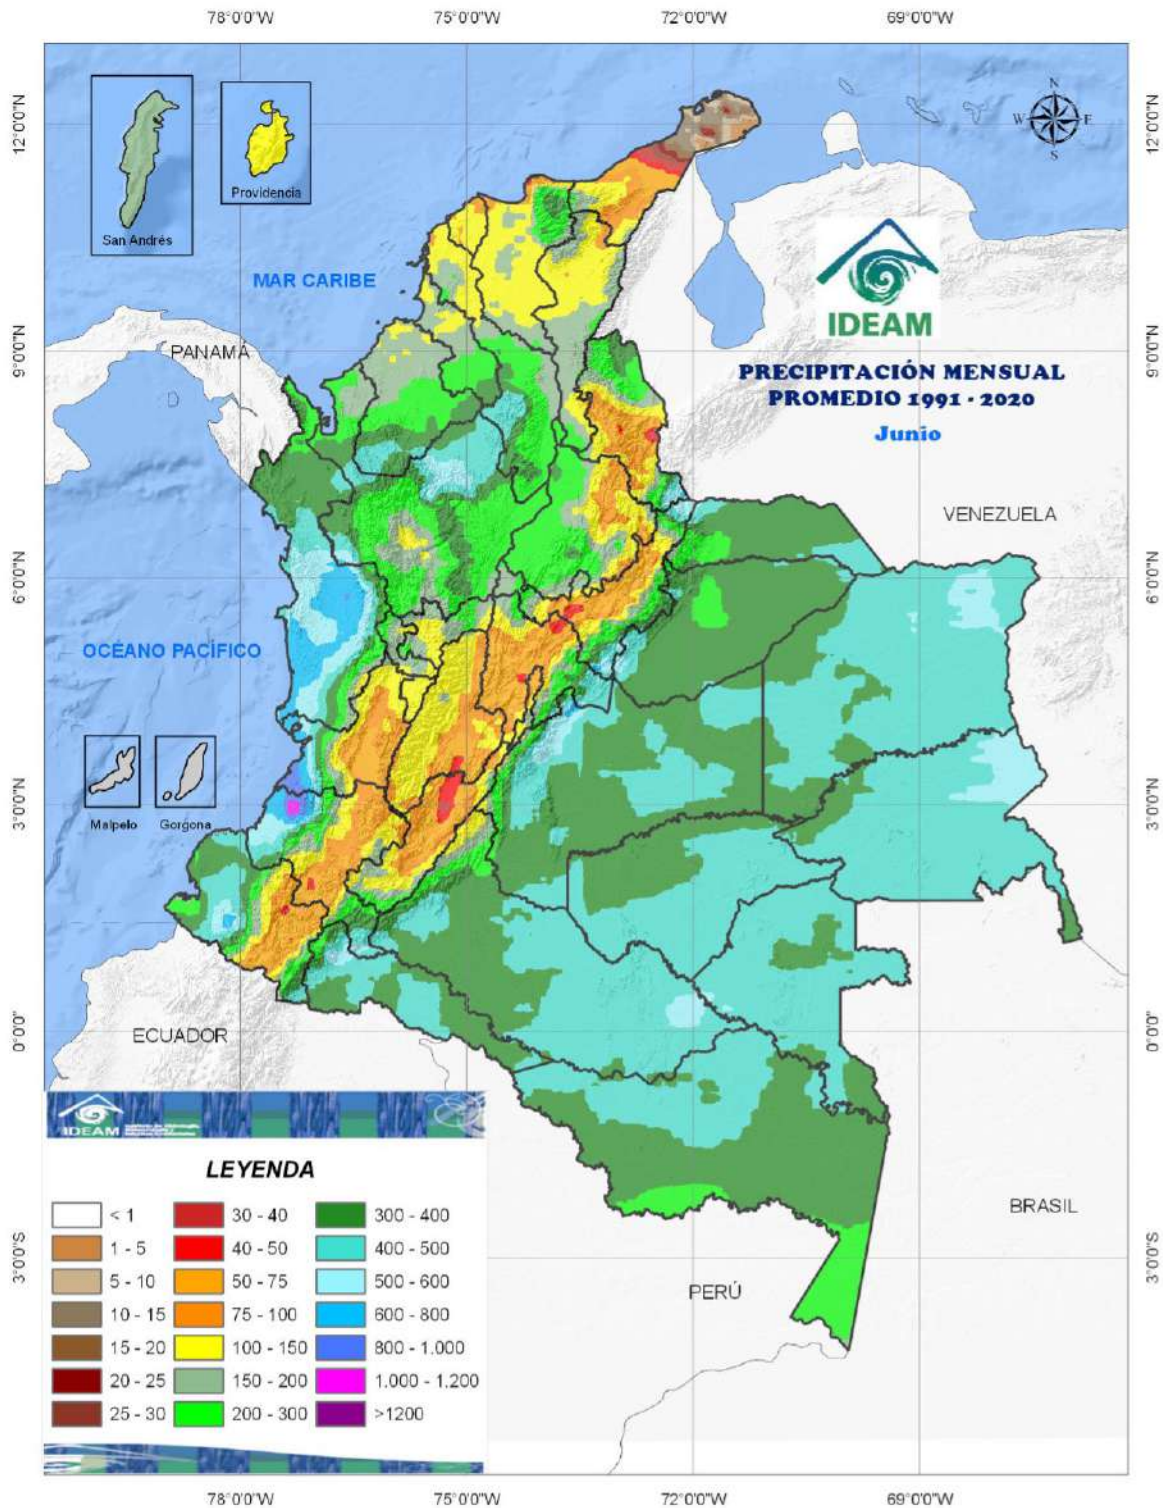 78°0'0"W 75°0'0"W 72°0'0"W 69°0'0"W
12°0'0"N 12°0'0"N
N
W E
S
San Andrés
Providencia
MAR CARIBE
IDEAM
PRECIPITACIÓN MENSUAL
PROMEDIO 1991 - 2020
Junio
9°0'0"N 9°0'0"N
PANAMÁ
VENEZUELA
6°0'0"N 6°0'0"N
OCÉANO PACÍFICO
3°0'0"N 3°0'0"N
Malpelo Gorgona
0°0'0" 0°0'0"
ECUADOR
IDEAM
LEYENDA
< 1 30 - 40 300 - 400
1 - 5 40 - 50 400 - 500
5 - 10 50 - 75 500 - 600
10 - 15 75 - 100 600 - 800
15 - 20 100 - 150 800 - 1.000
20 - 25 150 - 200 1.000 - 1.200
25 - 30 200 - 300 >1200
BRASIL
3°0'0"S 3°0'0"S
PERÚ
78°0'0"W 75°0'0"W 72°0'0"W 69°0'0"W